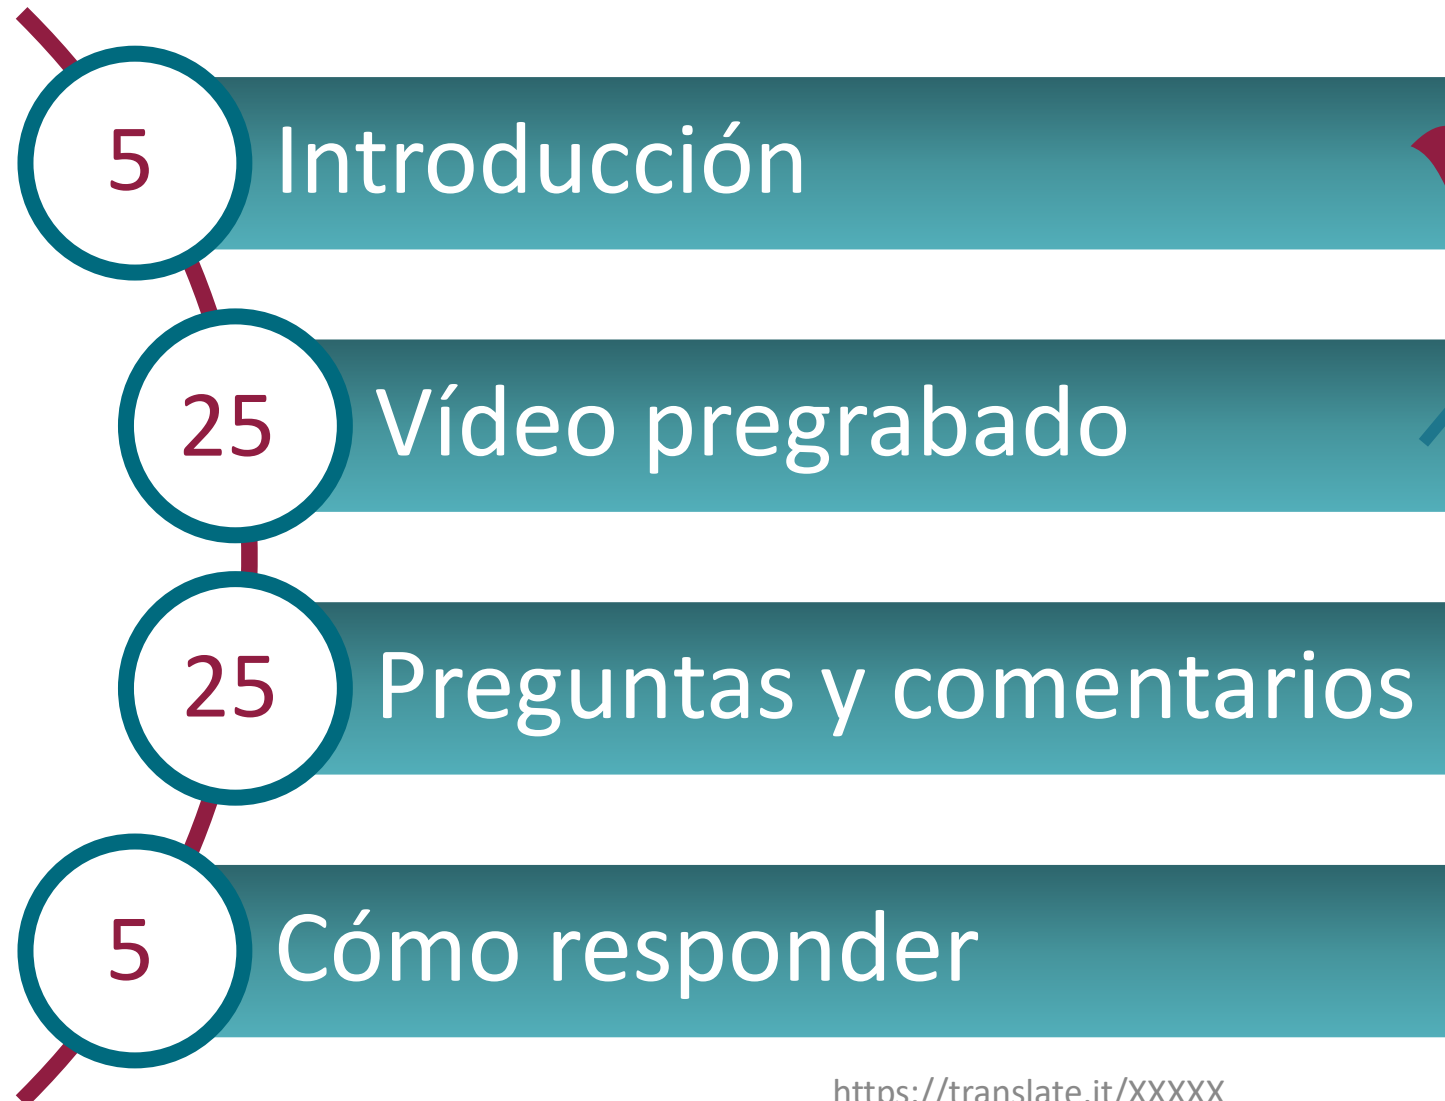 5 Introducción
25 Vídeo pregrabado
25 Preguntas y comentarios
5 Cómo responder
https://translate.it/XXXXX